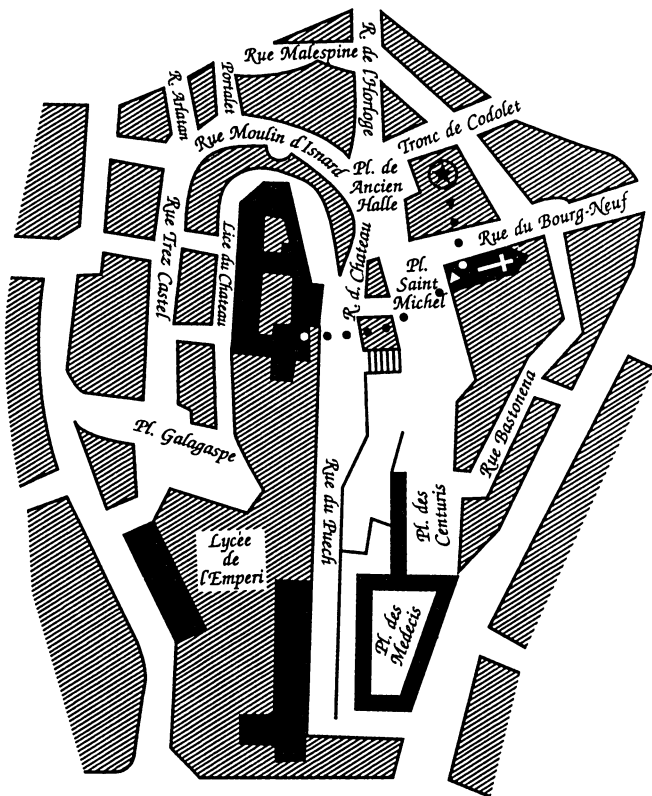 Rue Malespine
R. de l'Horloge
Portalet
R. Arlatan
Rue Moulin d'Isnard
Tronc de Codolet
Pl. de
Ancien
Halle
Rue du Bourg-Neuf
Rue Trez Castel
Lice du Chateau
R. d. Chateau
Pl.
Saint
Michel
Rue Bastonena
Pl. Galagaspe
Rue du Puech
Pl. des
Centuris
Lycée
de
l'Emperi
Pl. des
Medecis